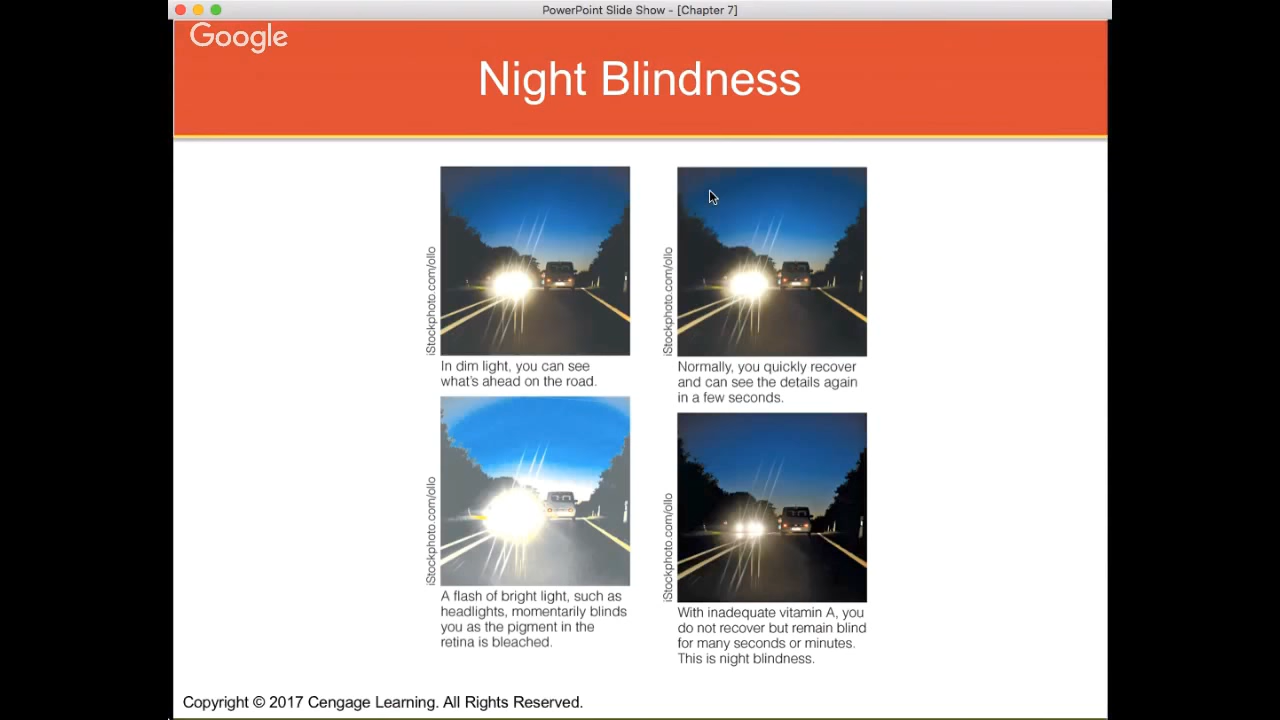 PowerPoint Slide Show - [Chapter 7]
Google
Night Blindness
iStockphoto.com/ollo
In dim light, you can see
what's ahead on the road.
iStockphoto.com/ollo
A flash of bright light, such as
headlights, momentarily blinds
you as the pigment in the
retina is bleached.
iStockphoto.com/ollo
Normally, you quickly recover
and can see the details again
in a few seconds.
iStockphoto.com/ollo
With inadequate vitamin A, you
do not recover but remain blind
for many seconds or minutes.
This is night blindness.
Copyright © 2017 Cengage Learning. All Rights Reserved.